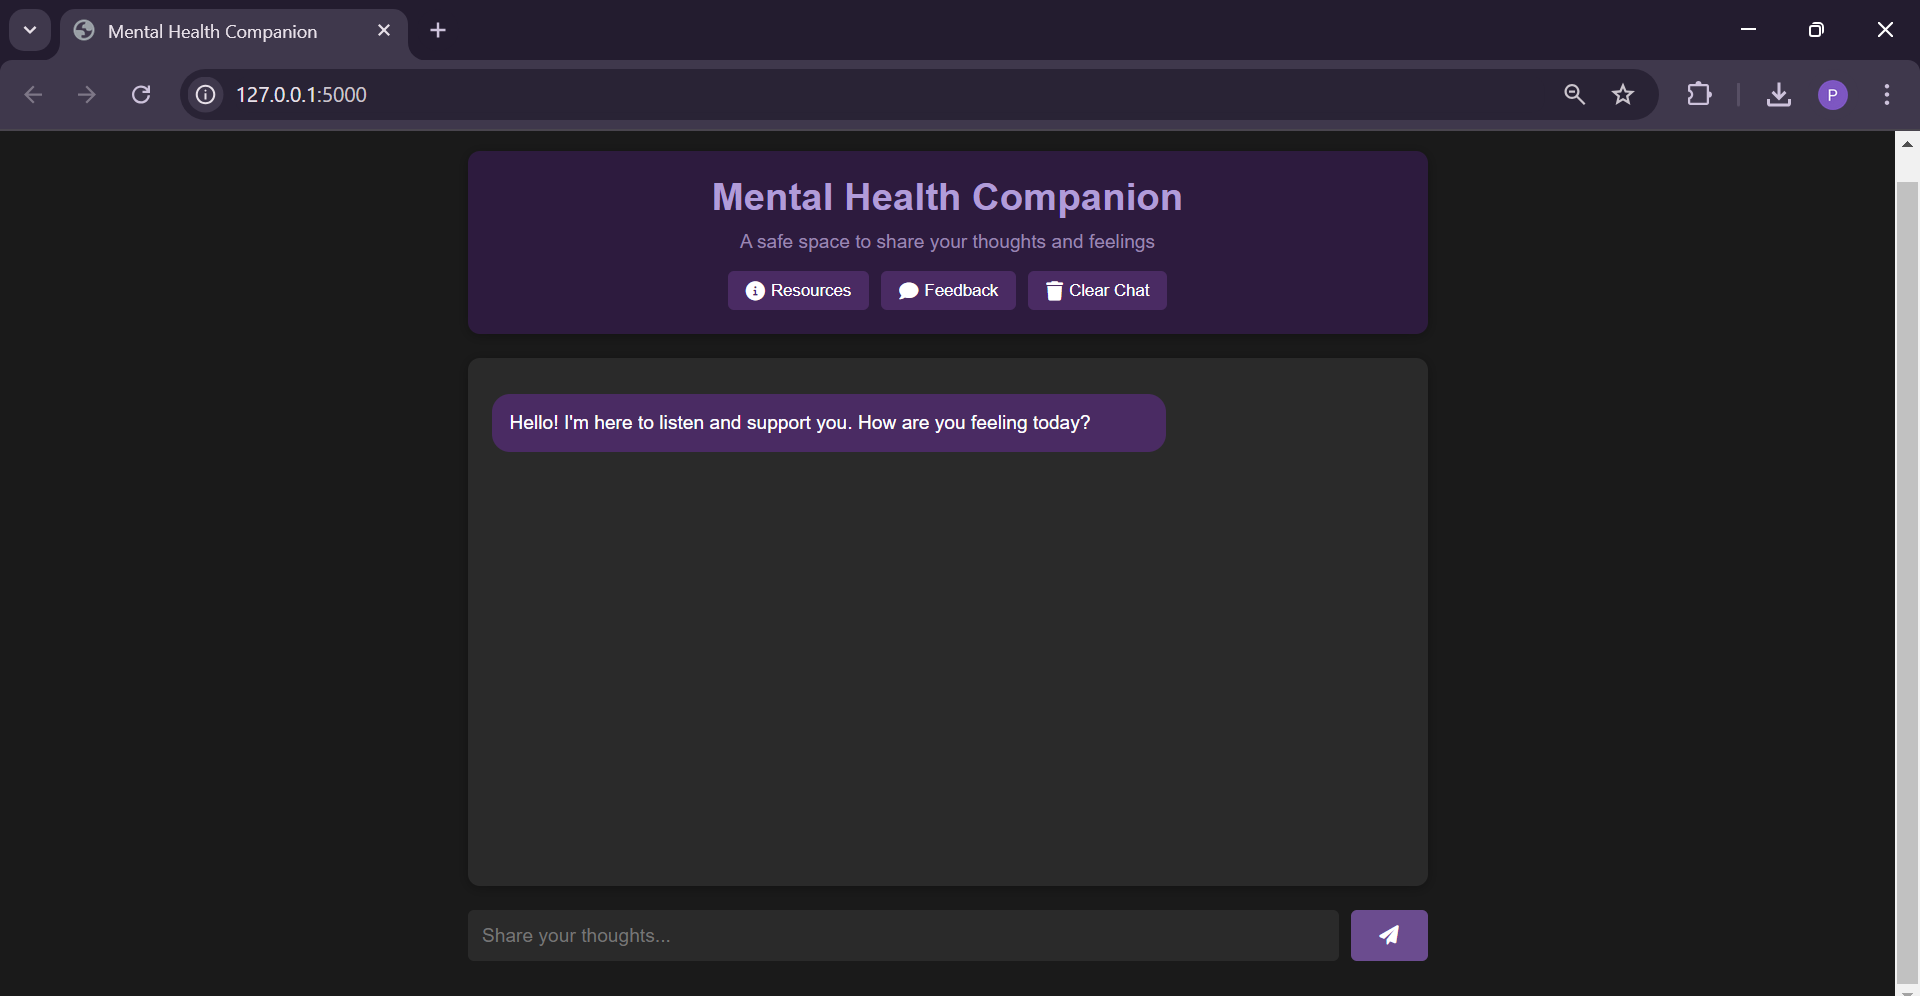 Mental Health Companion
127.0.0.1:5000
P
Mental Health Companion
A safe space to share your thoughts and feelings
Resources Feedback Clear Chat
Hello! I'm here to listen and support you. How are you feeling today?
Share your thoughts...